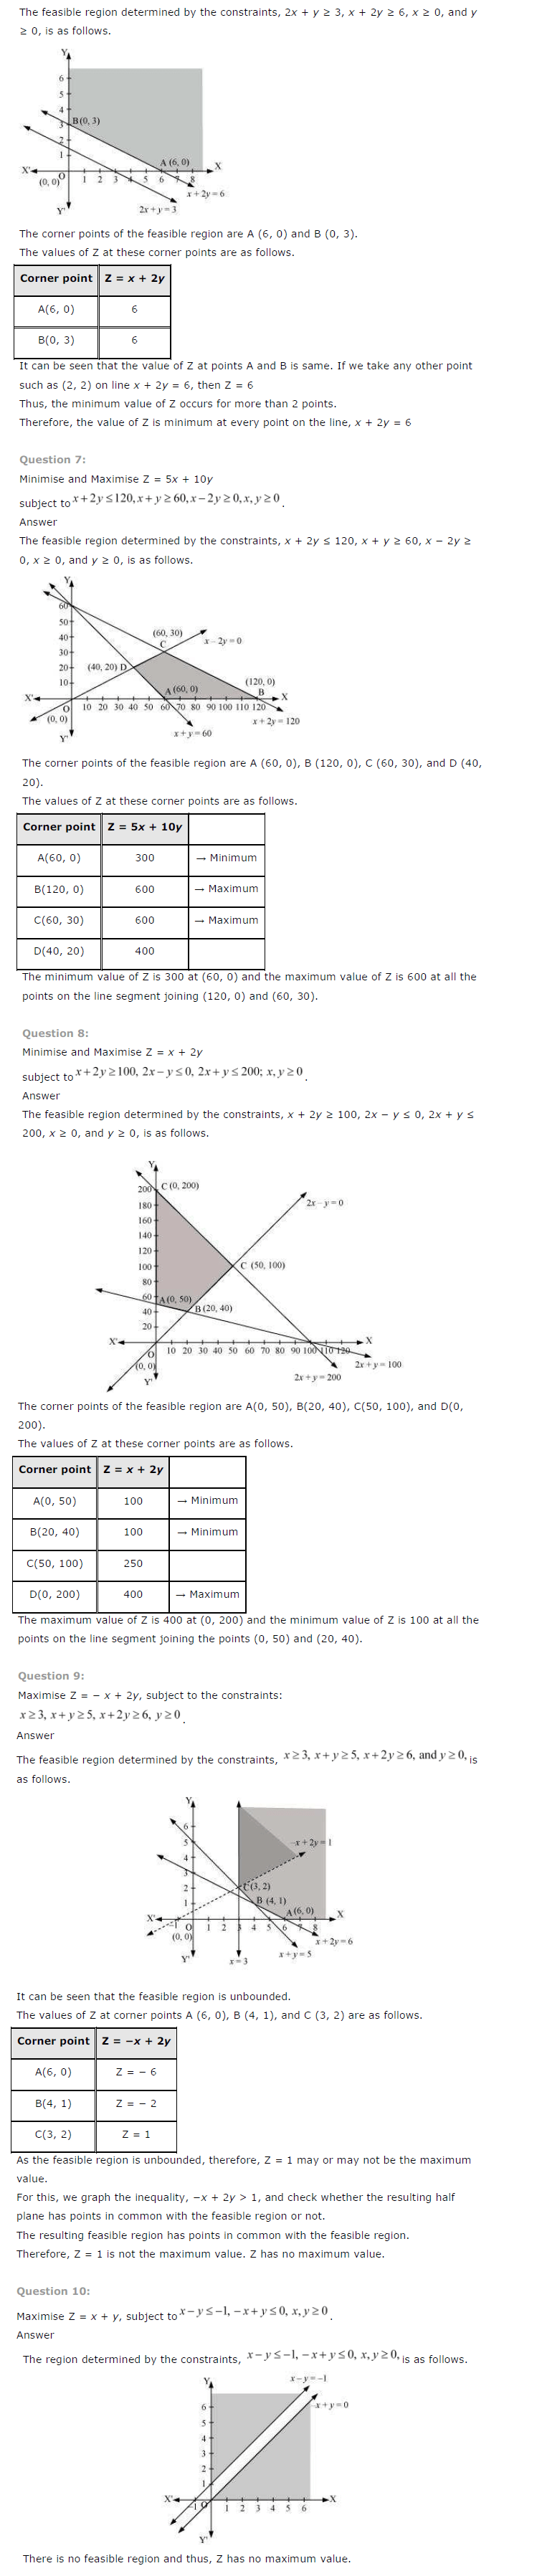 The feasible region determined by the constraints, 2x + y ≥ 3, x + 2y ≥ 6, x ≥ 0, and y
≥ 0, is as follows.
Y
6
5
4
3
B(0, 3)
2
1
A (6, 0)
X'
X
O
(0, 0)
1 2 3 4 5 6 7 8
x + 2y = 6
Y'
2x + y = 3
The corner points of the feasible region are A (6, 0) and B (0, 3).
The values of Z at these corner points are as follows.
Corner point Z = x + 2y
A(6, 0) 6
B(0, 3) 6
It can be seen that the value of Z at points A and B is same. If we take any other point
such as (2, 2) on line x + 2y = 6, then Z = 6
Thus, the minimum value of Z occurs for more than 2 points.
Therefore, the value of Z is minimum at every point on the line, x + 2y = 6
Question 7:
Minimise and Maximise Z = 5x + 10y
subject to x + 2y ≤ 120, x + y ≥ 60, x − 2y ≥ 0, x, y ≥ 0 .
Answer
The feasible region determined by the constraints, x + 2y ≤ 120, x + y ≥ 60, x − 2y ≥
0, x ≥ 0, and y ≥ 0, is as follows.
Y
60
50
40
30
20
10
(60, 30)
C
x − 2y = 0
(40, 20) D
A (60, 0)
(120, 0)
B
X'
X
O
10 20 30 40 50 60 70 80 90 100 110 120
(0, 0)
x + 2y = 120
Y'
x + y = 60
The corner points of the feasible region are A (60, 0), B (120, 0), C (60, 30), and D (40,
20).
The values of Z at these corner points are as follows.
Corner point Z = 5x + 10y
A(60, 0) 300 → Minimum
B(120, 0) 600 → Maximum
C(60, 30) 600 → Maximum
D(40, 20) 400
The minimum value of Z is 300 at (60, 0) and the maximum value of Z is 600 at all the
points on the line segment joining (120, 0) and (60, 30).
Question 8:
Minimise and Maximise Z = x + 2y
subject to x + 2y ≥ 100, 2x − y ≤ 0, 2x + y ≤ 200; x, y ≥ 0 .
Answer
The feasible region determined by the constraints, x + 2y ≥ 100, 2x − y ≤ 0, 2x + y ≤
200, x ≥ 0, and y ≥ 0, is as follows.
Y
200
C (0, 200)
180
160
140
120
100
80
60
40
20
2x − y = 0
C (50, 100)
A (0, 50)
B (20, 40)
X'
X
O
10 20 30 40 50 60 70 80 90 100 110 120
(0, 0)
2x + y = 100
Y'
2x + y = 200
The corner points of the feasible region are A(0, 50), B(20, 40), C(50, 100), and D(0,
200).
The values of Z at these corner points are as follows.
Corner point Z = x + 2y
A(0, 50) 100 → Minimum
B(20, 40) 100 → Minimum
C(50, 100) 250
D(0, 200) 400 → Maximum
The maximum value of Z is 400 at (0, 200) and the minimum value of Z is 100 at all the
points on the line segment joining the points (0, 50) and (20, 40).
Question 9:
Maximise Z = − x + 2y, subject to the constraints:
x ≥ 3, x + y ≥ 5, x + 2y ≥ 6, y ≥ 0 .
Answer
The feasible region determined by the constraints, x ≥ 3, x + y ≥ 5, x + 2y ≥ 6, and y ≥ 0, is
as follows.
Y
6
5
4
3
2
1
−x + 2y = 1
C(3, 2)
B (4, 1)
A (6, 0)
X'
X
−1
O
1 2 3 4 5 6 7 8
(0, 0)
x + 2y = 6
x + y = 5
Y'
x = 3
It can be seen that the feasible region is unbounded.
The values of Z at corner points A (6, 0), B (4, 1), and C (3, 2) are as follows.
Corner point Z = −x + 2y
A(6, 0) Z = − 6
B(4, 1) Z = − 2
C(3, 2) Z = 1
As the feasible region is unbounded, therefore, Z = 1 may or may not be the maximum
value.
For this, we graph the inequality, −x + 2y > 1, and check whether the resulting half
plane has points in common with the feasible region or not.
The resulting feasible region has points in common with the feasible region.
Therefore, Z = 1 is not the maximum value. Z has no maximum value.
Question 10:
Maximise Z = x + y, subject to x − y ≤ −1, −x + y ≤ 0, x, y ≥ 0 .
Answer
The region determined by the constraints, x − y ≤ −1, −x + y ≤ 0, x, y ≥ 0, is as follows.
Y
x − y = −1
6
5
4
3
2
1
−x + y = 0
X'
X
−1
O
1 2 3 4 5 6
Y'
There is no feasible region and thus, Z has no maximum value.